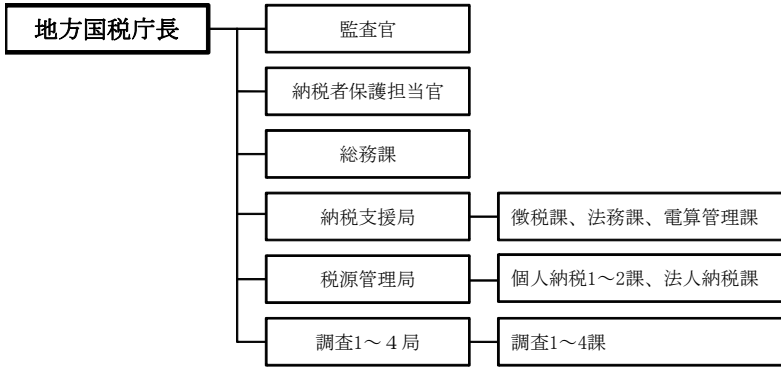 地方国税庁長
監査官
納税者保護担当官
総務課
納税支援局
徴税課、法務課、電算管理課
税源管理局
個人納税1～2課、法人納税課
調査1～４局
調査1～4課